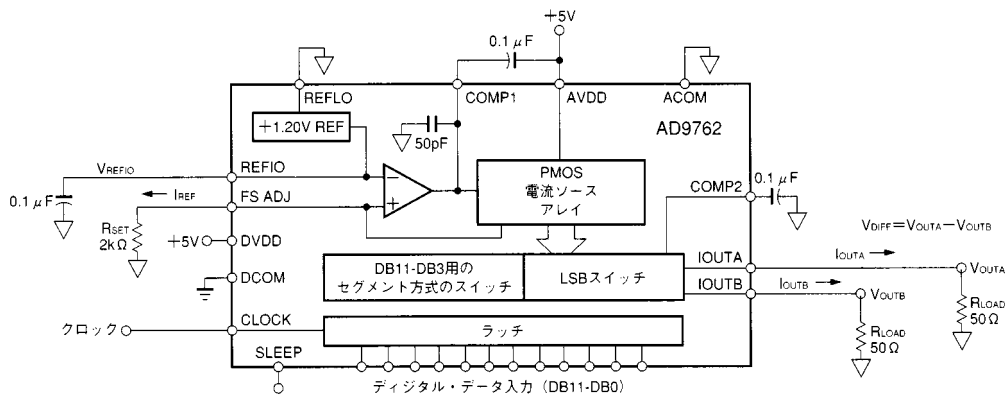 +5V
0.1μF
REFLO
COMP1
AVDD
ACOM
AD9762
+1.20V REF
50pF
VREFIO
REFIO
PMOS
電流ソース
アレイ
COMP2
0.1μF
0.1μF
IREF
FS ADJ
RSET
2kΩ
+5V
DVDD
VDIFF=VOUTA−VOUTB
DCOM
DB11-DB3用の
セグメント方式のスイッチ
LSBスイッチ
IOUTA
IOUTA
VOUTA
IOUTB
IOUTB
VOUTB
RLOAD
50Ω
RLOAD
50Ω
クロック
CLOCK
ラッチ
SLEEP
ディジタル・データ入力（DB11-DB0）